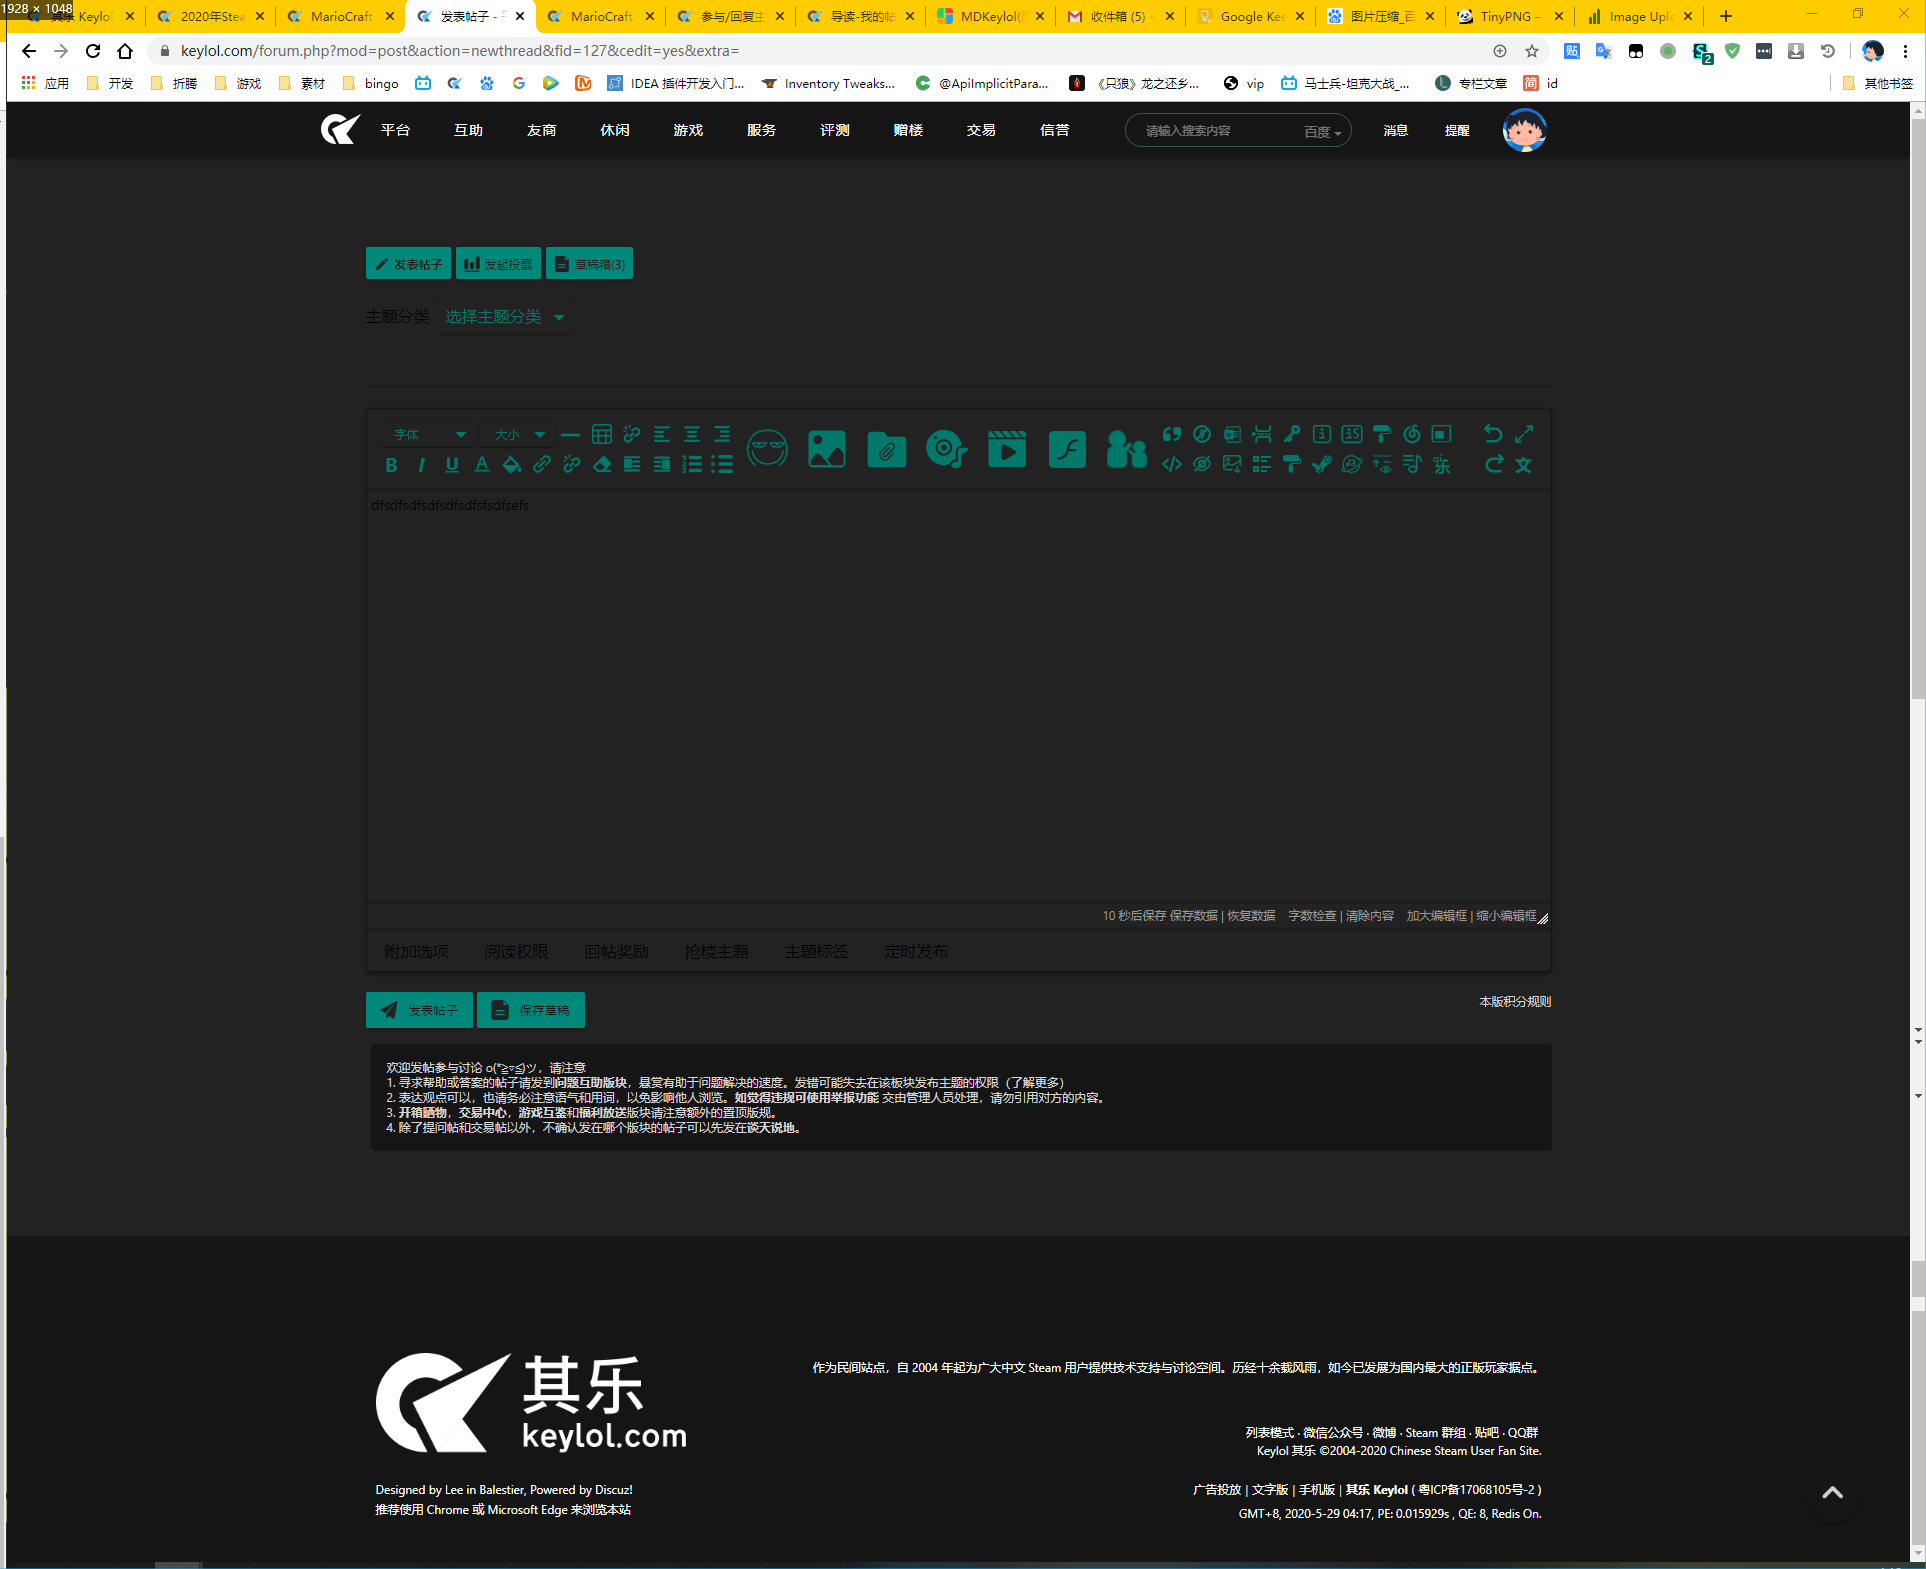 1928 × 1048
其乐 Keylol
2020年Stea
MarioCraft
发表帖子 -
MarioCraft
参与/回复主
导读-我的帖
MDKeylol(
收件箱 (5) -
Google Kee
图片压缩_百
TinyPNG –
Image Uplo
keylol.com/forum.php?mod=post&action=newthread&fid=127&cedit=yes&extra=
应用
开发
折腾
游戏
素材
bingo
IDEA 插件开发入门,...
Inventory Tweaks...
@ApiImplicitPara...
《只狼》龙之还乡...
vip
马士兵-坦克大战_...
专栏文章
简 id
其他书签
平台 互助 友商 休闲 游戏 服务 评测 赠楼 交易 信誉
请输入搜索内容 百度
消息 提醒
发表帖子 发起投票 草稿箱(3)
主题分类 选择主题分类
字体 大小
dfsdfsdfsdfsdfsdfsfsdfsefs
10 秒后保存 保存数据 | 恢复数据 字数检查 | 清除内容 加大编辑框 | 缩小编辑框
附加选项 阅读权限 回帖奖励 抢楼主题 主题标签 定时发布
发表帖子 保存草稿
本版积分规则
欢迎发帖参与讨论 o(*≧▽≦)ツ，请注意
1. 寻求帮助或答案的帖子请发到问题互助版块，悬赏有助于问题解决的速度。发错可能失去在该板块发布主题的权限（了解更多）
2. 表达观点可以，也请务必注意语气和用词，以免影响他人浏览。如觉得违规可使用举报功能 交由管理人员处理，请勿引用对方的内容。
3. 开箱晒物，交易中心，游戏互鉴和福利放送版块请注意额外的置顶版规。
4. 除了提问帖和交易帖以外，不确认发在哪个版块的帖子可以先发在谈天说地。
其乐
keylol.com
作为民间站点，自 2004 年起为广大中文 Steam 用户提供技术支持与讨论空间。历经十余载风雨，如今已发展为国内最大的正版玩家据点。
列表模式 · 微信公众号 · 微博 · Steam 群组 · 贴吧 · QQ群
Keylol 其乐 ©2004-2020 Chinese Steam User Fan Site.
Designed by Lee in Balestier, Powered by Discuz!
推荐使用 Chrome 或 Microsoft Edge 来浏览本站
广告投放 | 文字版 | 手机版 | 其乐 Keylol ( 粤ICP备17068105号-2 )
GMT+8, 2020-5-29 04:17, PE: 0.015929s , QE: 8, Redis On.